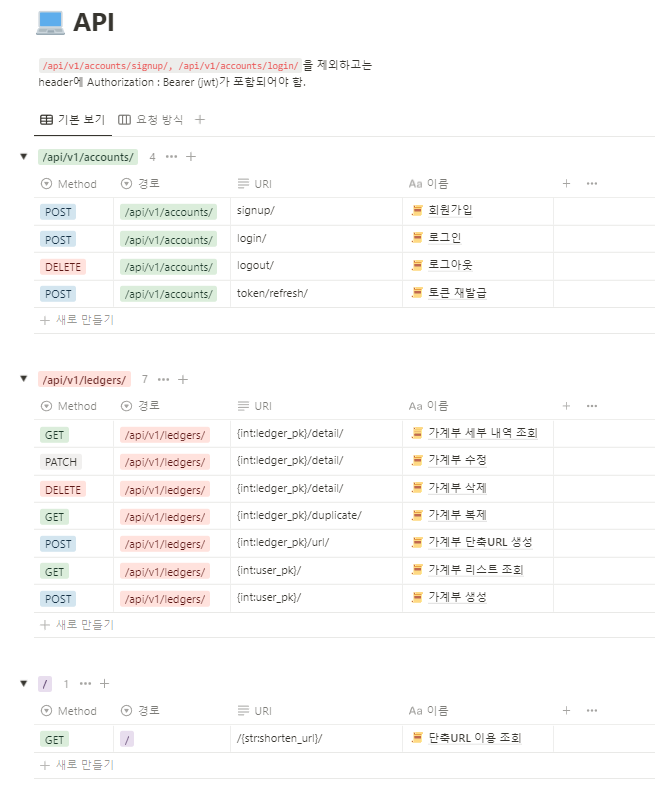 API
/api/v1/accounts/signup/, /api/v1/accounts/login/ 을 제외하고는
header에 Authorization : Bearer (jwt)가 포함되어야 함.
기본 보기 요청 방식
/api/v1/accounts/ 4
Method 경로 URI Aa 이름
POST /api/v1/accounts/ signup/ 회원가입
POST /api/v1/accounts/ login/ 로그인
DELETE /api/v1/accounts/ logout/ 로그아웃
POST /api/v1/accounts/ token/refresh/ 토큰 재발급
새로 만들기
/api/v1/ledgers/ 7
Method 경로 URI Aa 이름
GET /api/v1/ledgers/ {int:ledger_pk}/detail/ 가계부 세부 내역 조회
PATCH /api/v1/ledgers/ {int:ledger_pk}/detail/ 가계부 수정
DELETE /api/v1/ledgers/ {int:ledger_pk}/detail/ 가계부 삭제
GET /api/v1/ledgers/ {int:ledger_pk}/duplicate/ 가계부 복제
POST /api/v1/ledgers/ {int:ledger_pk}/url/ 가계부 단축URL 생성
GET /api/v1/ledgers/ {int:user_pk}/ 가계부 리스트 조회
POST /api/v1/ledgers/ {int:user_pk}/ 가계부 생성
새로 만들기
/ 1
Method 경로 URI Aa 이름
GET / /{str:shorten_url}/ 단축URL 이용 조회
새로 만들기